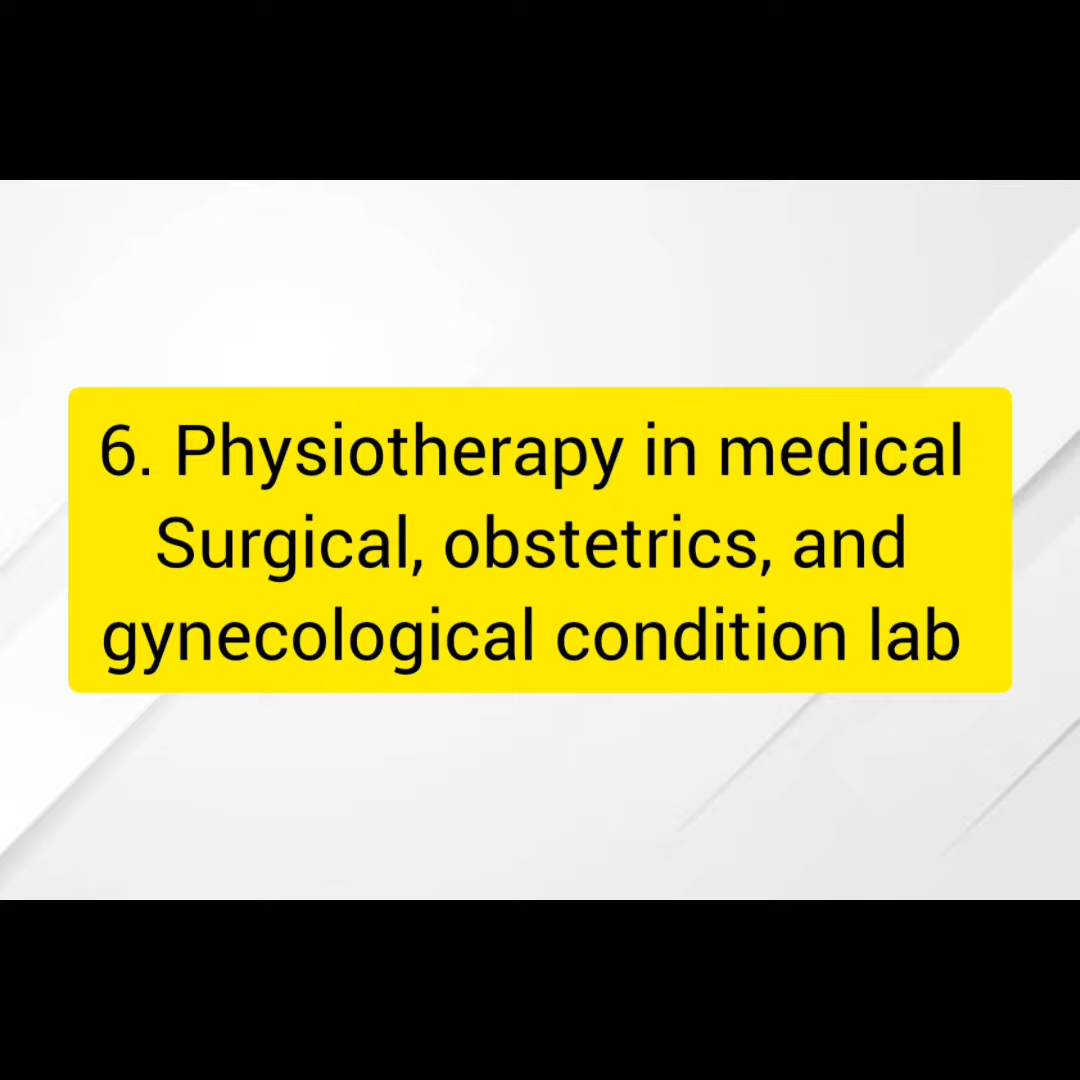 6. Physiotherapy in medical
Surgical, obstetrics, and
gynecological condition lab